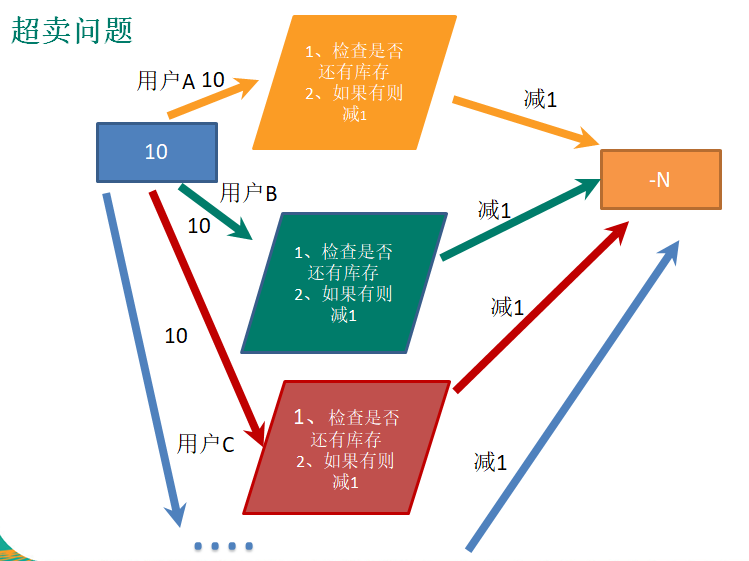 超卖问题
用户A 10
1、检查是否
还有库存
2、如果有则
减1
减1
10
-N
用户B
10
1、检查是否
还有库存
2、如果有则
减1
减1
10
用户C
1、检查是否
还有库存
2、如果有则
减1
减1
减1